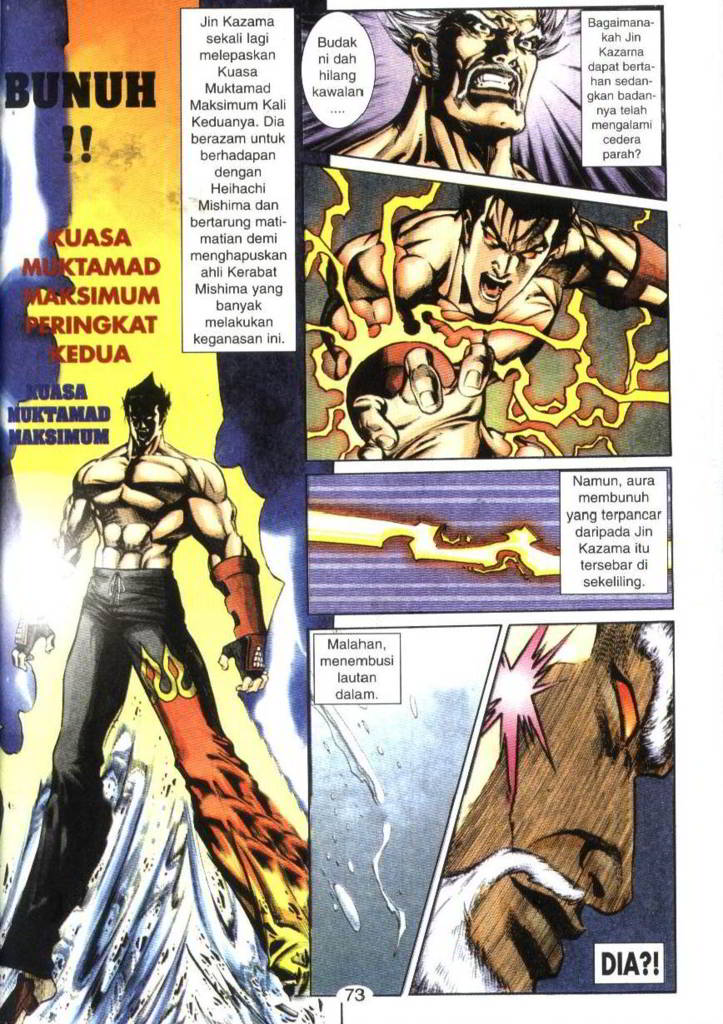 BUNUH
!!
KUASA
MUKTAMAD
MAKSIMUM
PERINGKAT
KEDUA
KUASA
MUKTAMAD
MAKSIMUM
Jin Kazama
sekali lagi
melepaskan
Kuasa
Muktamad
Maksimum Kali
Keduanya. Dia
berazam untuk
berhadapan
dengan
Heihachi
Mishima dan
bertarung mati-
matian demi
menghapuskan
ahli Kerabat
Mishima yang
banyak
melakukan
keganasan ini.
Budak
ni dah
hilang
kawalan
....
Bagaimana-
kah Jin
Kazama
dapat berta-
han sedan-
gkan badan-
nya telah
mengalami
cedera
parah?
Namun, aura
membunuh
yang terpancar
daripada Jin
Kazama itu
tersebar di
sekeliling.
Malahan,
menembusi
lautan
dalam.
DIA?!
73